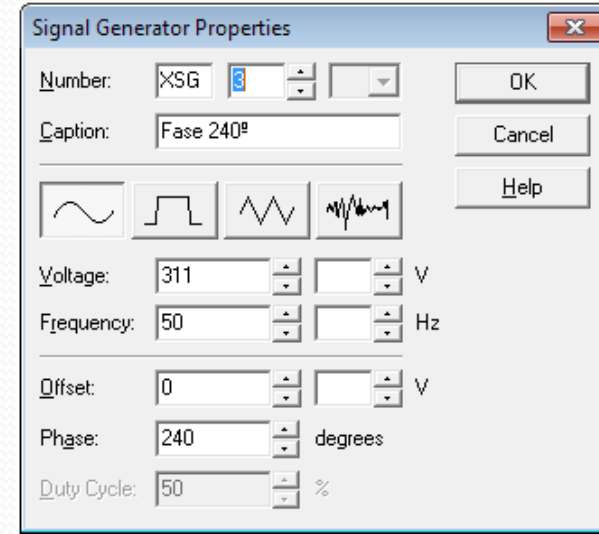 Signal Generator Properties
Number: XSG 3
OK
Caption: Fase 240º
Cancel
Help
Voltage: 311 V
Frequency: 50 Hz
Offset: 0 V
Phase: 240 degrees
Duty Cycle: 50 %